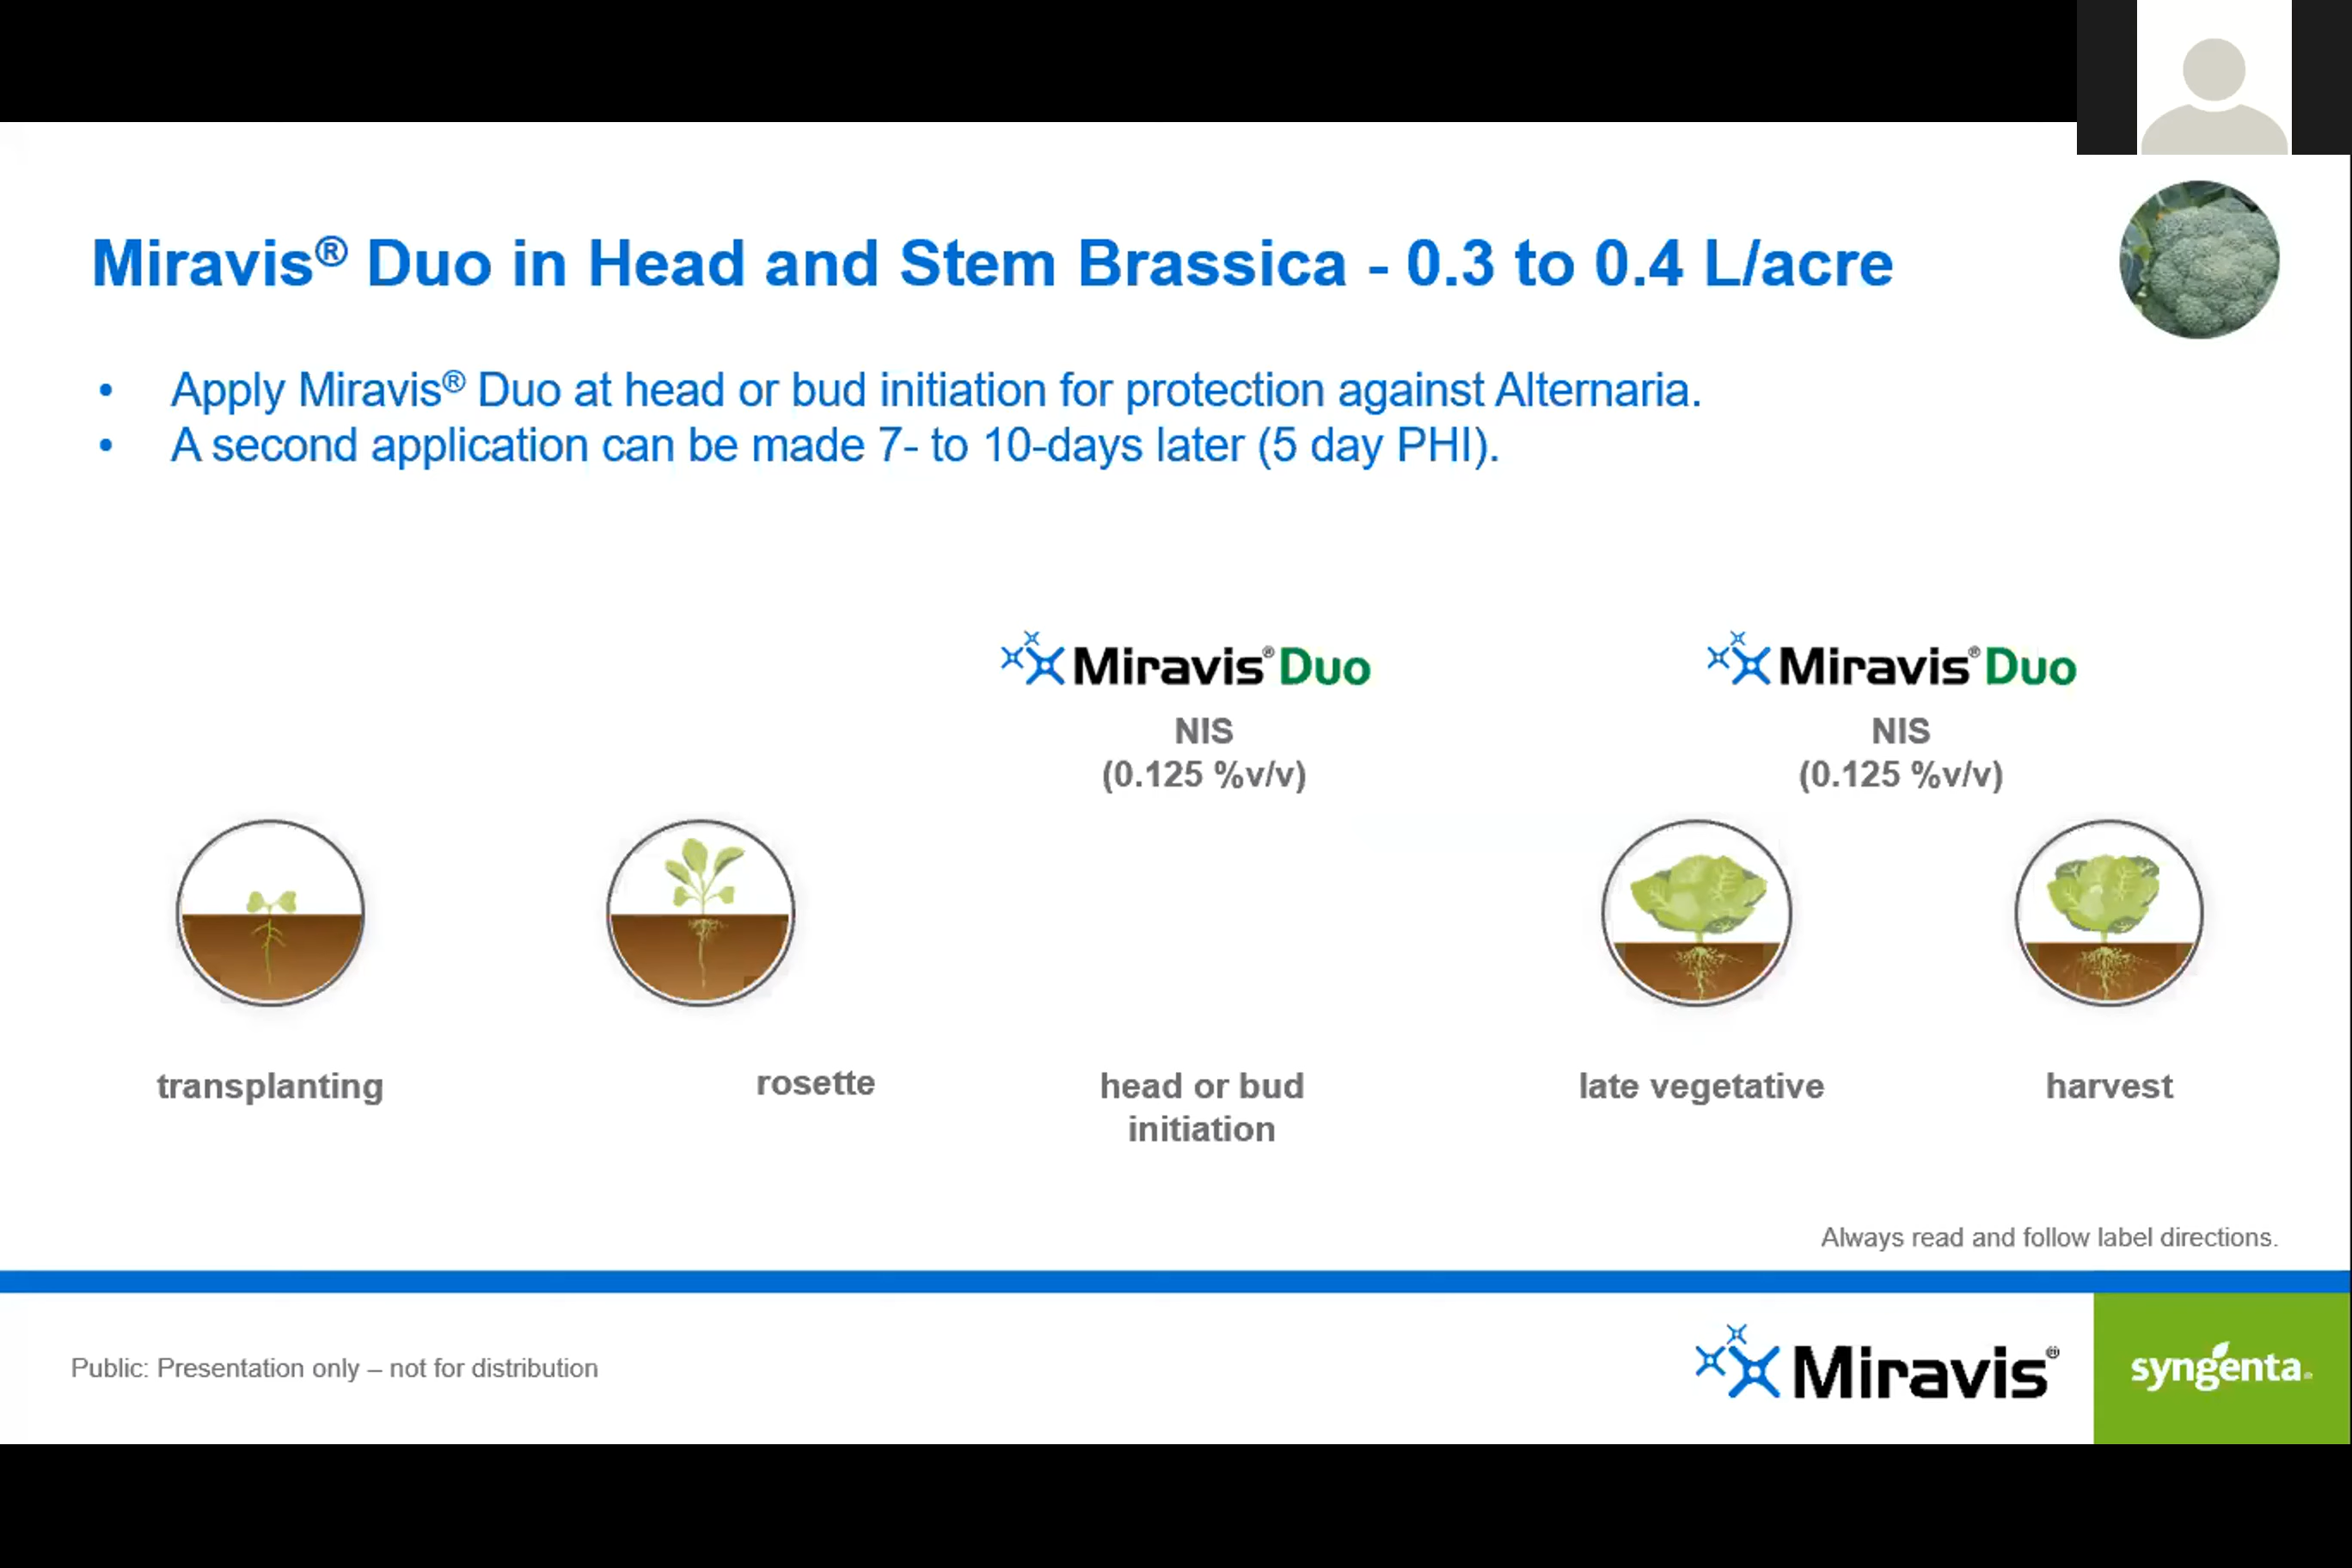 Miravis® Duo in Head and Stem Brassica - 0.3 to 0.4 L/acre
• Apply Miravis® Duo at head or bud initiation for protection against Alternaria.
• A second application can be made 7- to 10-days later (5 day PHI).
Miravis® Duo
NIS
(0.125 %v/v)
Miravis® Duo
NIS
(0.125 %v/v)
transplanting
rosette
head or bud
initiation
late vegetative
harvest
Always read and follow label directions.
Public: Presentation only – not for distribution
Miravis®
syngenta®